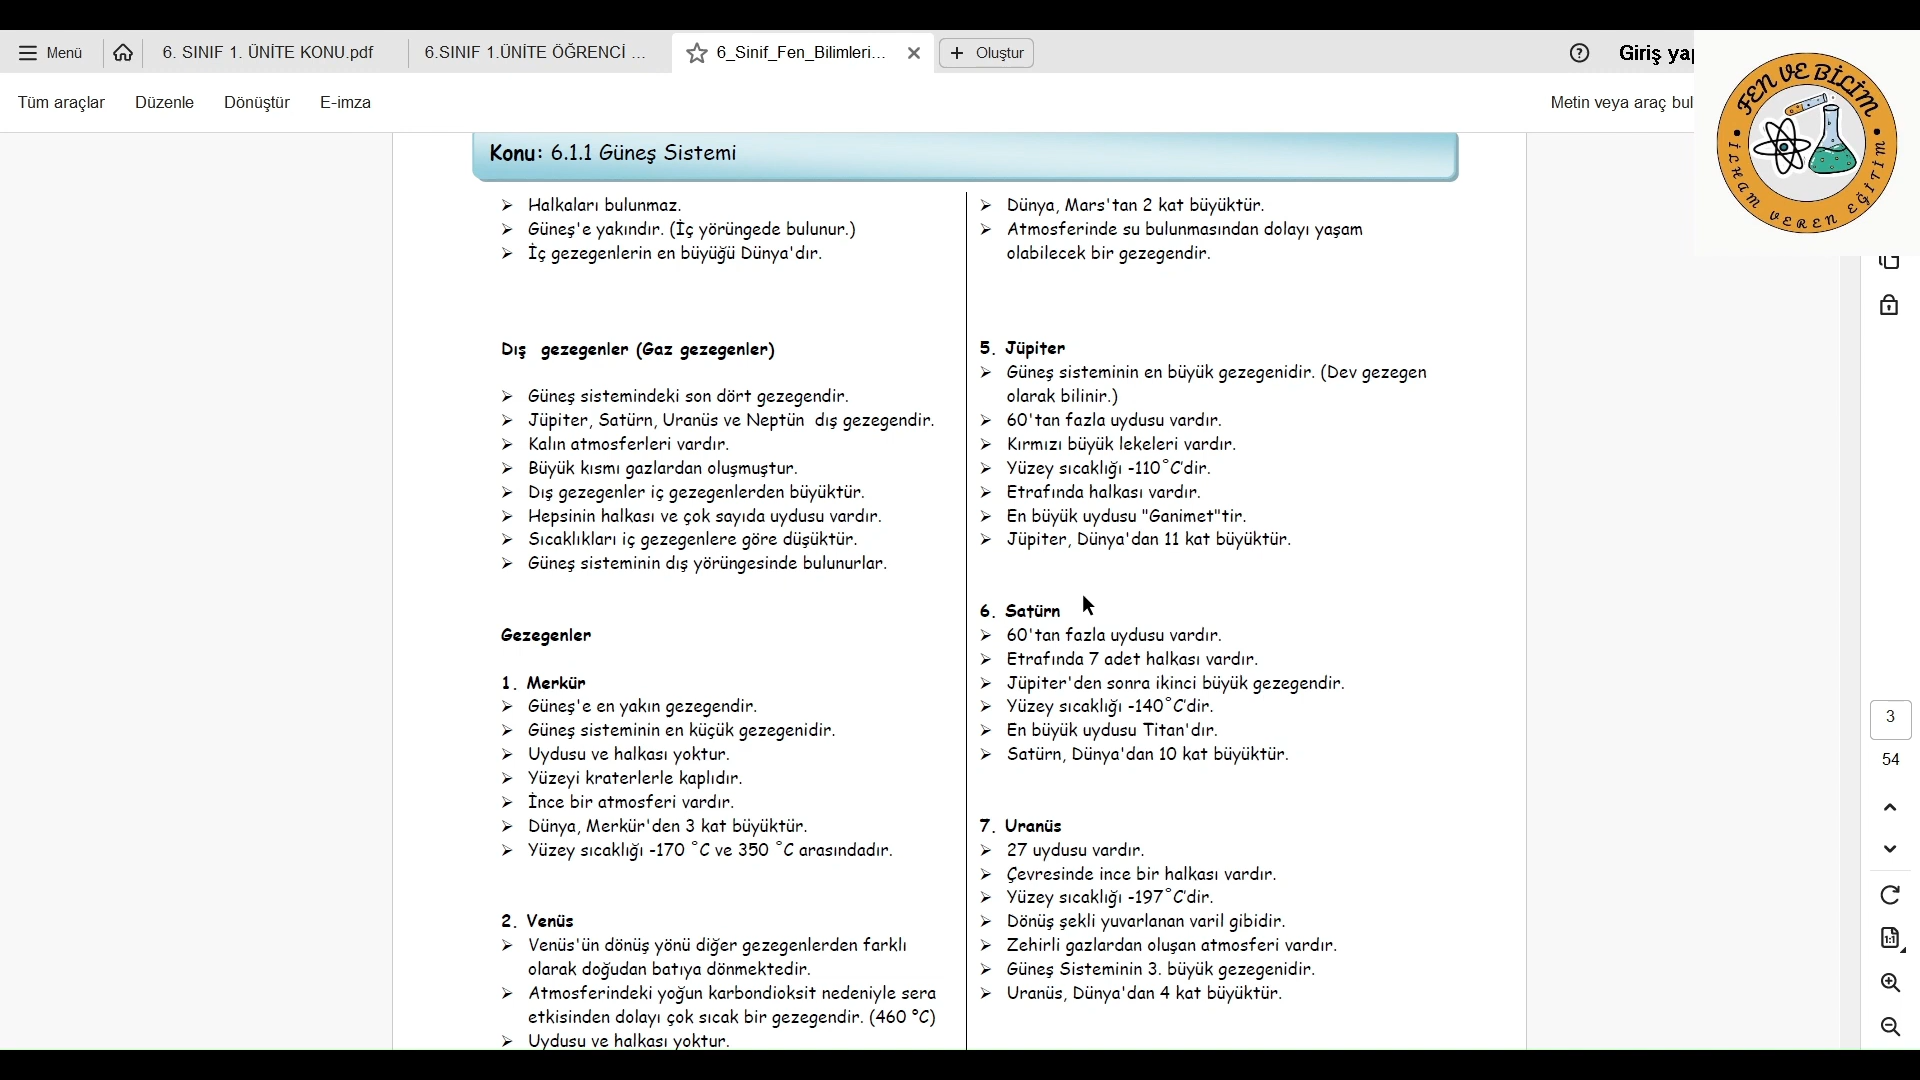 Menü
6. SINIF 1. ÜNİTE KONU.pdf
6.SINIF 1.ÜNİTE ÖĞRENCİ ...
6_Sinif_Fen_Bilimleri...
Oluştur
Giriş yap
Tüm araçlar
Düzenle
Dönüştür
E-imza
Metin veya araç bul
FEN VE BİLİM
İLHAM VEREN EĞİTİM
Konu: 6.1.1 Güneş Sistemi
➢ Halkaları bulunmaz.
➢ Güneş'e yakındır. (İç yörüngede bulunur.)
➢ İç gezegenlerin en büyüğü Dünya'dır.
Dış gezegenler (Gaz gezegenler)
➢ Güneş sistemindeki son dört gezegendir.
➢ Jüpiter, Satürn, Uranüs ve Neptün dış gezegendir.
➢ Kalın atmosferleri vardır.
➢ Büyük kısmı gazlardan oluşmuştur.
➢ Dış gezegenler iç gezegenlerden büyüktür.
➢ Hepsinin halkası ve çok sayıda uydusu vardır.
➢ Sıcaklıkları iç gezegenlere göre düşüktür.
➢ Güneş sisteminin dış yörüngesinde bulunurlar.
Gezegenler
1. Merkür
➢ Güneş'e en yakın gezegendir.
➢ Güneş sisteminin en küçük gezegenidir.
➢ Uydusu ve halkası yoktur.
➢ Yüzeyi kraterlerle kaplıdır.
➢ İnce bir atmosferi vardır.
➢ Dünya, Merkür'den 3 kat büyüktür.
➢ Yüzey sıcaklığı -170 ˚C ve 350 ˚C arasındadır.
2. Venüs
➢ Venüs'ün dönüş yönü diğer gezegenlerden farklı
olarak doğudan batıya dönmektedir.
➢ Atmosferindeki yoğun karbondioksit nedeniyle sera
etkisinden dolayı çok sıcak bir gezegendir. (460 °C)
➢ Uydusu ve halkası yoktur.
➢ Dünya, Mars'tan 2 kat büyüktür.
➢ Atmosferinde su bulunmasından dolayı yaşam
olabilecek bir gezegendir.
5. Jüpiter
➢ Güneş sisteminin en büyük gezegenidir. (Dev gezegen
olarak bilinir.)
➢ 60'tan fazla uydusu vardır.
➢ Kırmızı büyük lekeleri vardır.
➢ Yüzey sıcaklığı -110˚C'dir.
➢ Etrafında halkası vardır.
➢ En büyük uydusu "Ganimet"tir.
➢ Jüpiter, Dünya'dan 11 kat büyüktür.
6. Satürn
➢ 60'tan fazla uydusu vardır.
➢ Etrafında 7 adet halkası vardır.
➢ Jüpiter'den sonra ikinci büyük gezegendir.
➢ Yüzey sıcaklığı -140˚C'dir.
➢ En büyük uydusu Titan'dır.
➢ Satürn, Dünya'dan 10 kat büyüktür.
7. Uranüs
➢ 27 uydusu vardır.
➢ Çevresinde ince bir halkası vardır.
➢ Yüzey sıcaklığı -197˚C'dir.
➢ Dönüş şekli yuvarlanan varil gibidir.
➢ Zehirli gazlardan oluşan atmosferi vardır.
➢ Güneş Sisteminin 3. büyük gezegenidir.
➢ Uranüs, Dünya'dan 4 kat büyüktür.
3
54
1:1